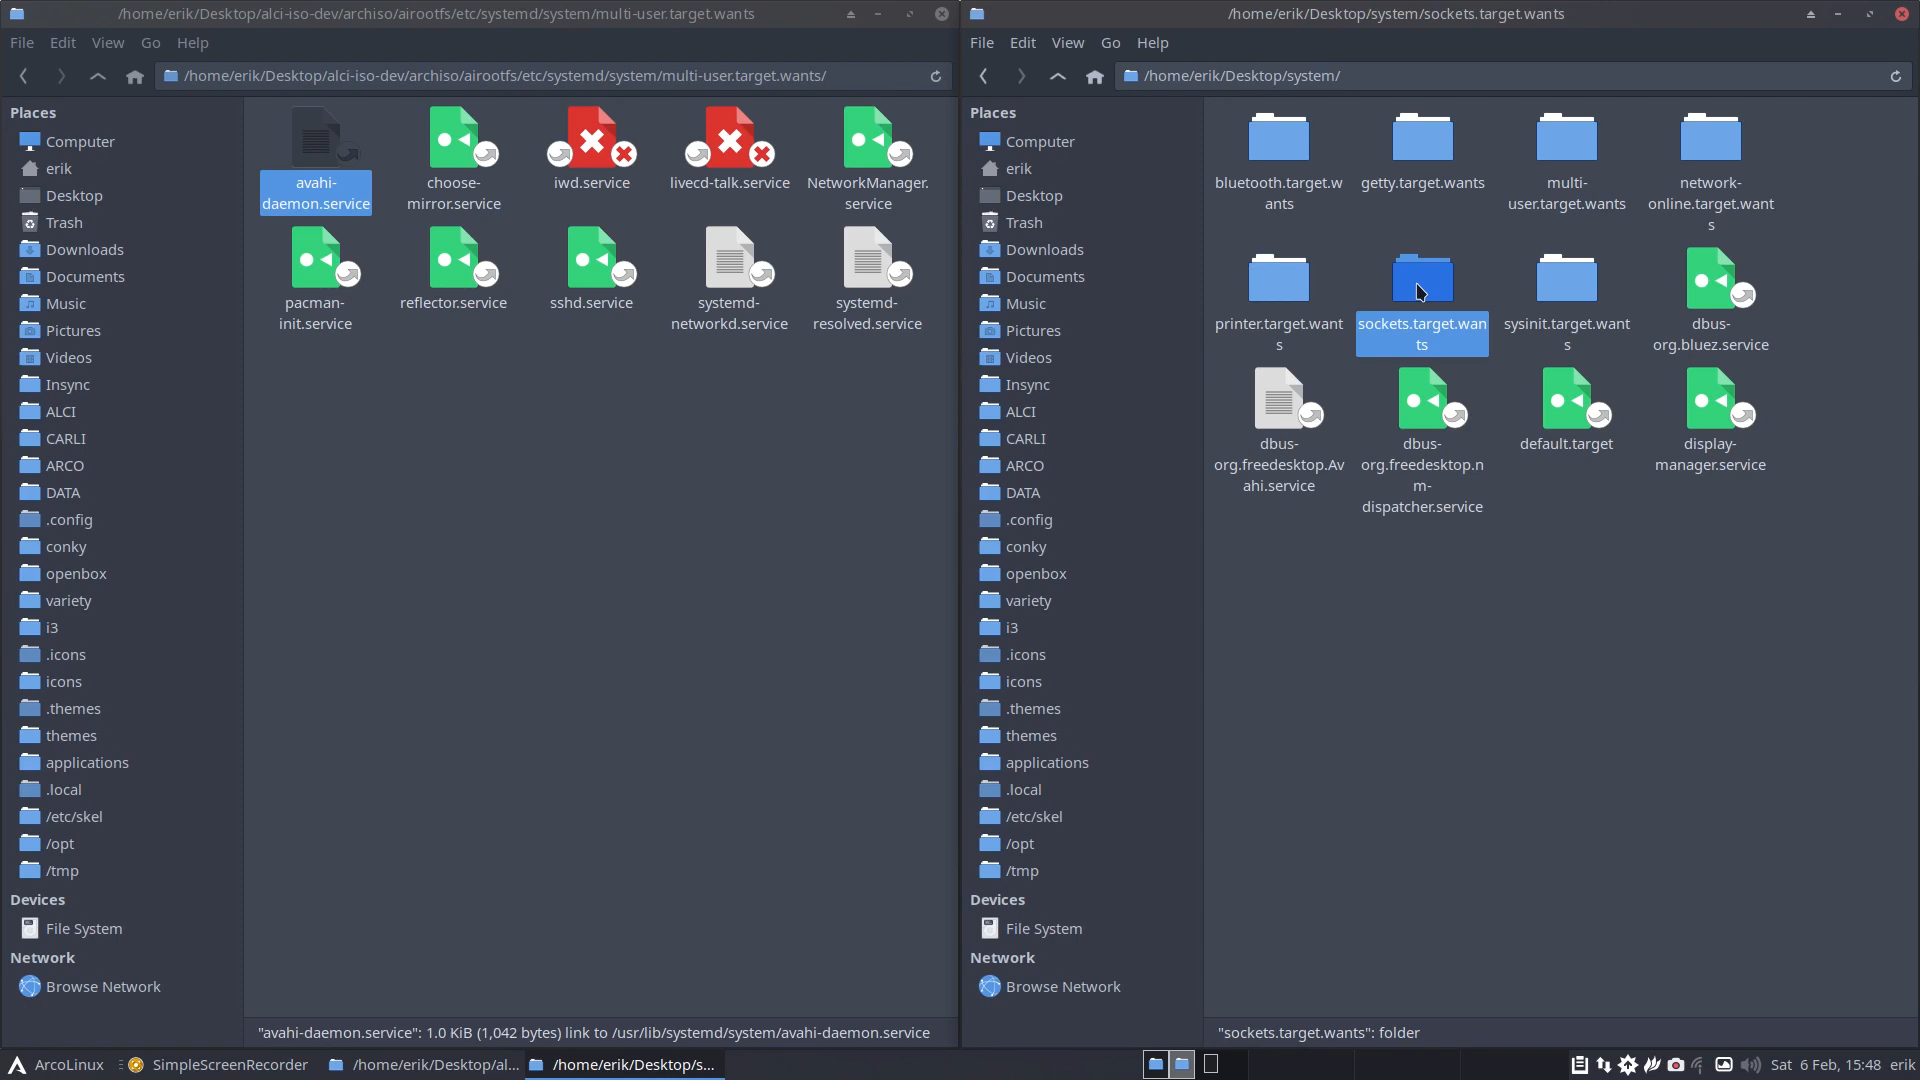 /home/erik/Desktop/alci-iso-dev/archiso/airootfs/etc/systemd/system/multi-user.target.wants
File Edit View Go Help
/home/erik/Desktop/alci-iso-dev/archiso/airootfs/etc/systemd/system/multi-user.target.wants/
Places
Computer
erik
Desktop
Trash
Downloads
Documents
Music
Pictures
Videos
Insync
ALCI
CARLI
ARCO
DATA
.config
conky
openbox
variety
i3
.icons
icons
.themes
themes
applications
.local
/etc/skel
/opt
/tmp
Devices
File System
Network
Browse Network
avahi-
daemon.service
choose-
mirror.service
iwd.service
livecd-talk.service
NetworkManager.
service
pacman-
init.service
reflector.service
sshd.service
systemd-
networkd.service
systemd-
resolved.service
"avahi-daemon.service": 1.0 KiB (1,042 bytes) link to /usr/lib/systemd/system/avahi-daemon.service
/home/erik/Desktop/system/sockets.target.wants
File Edit View Go Help
/home/erik/Desktop/system/
Places
Computer
erik
Desktop
Trash
Downloads
Documents
Music
Pictures
Videos
Insync
ALCI
CARLI
ARCO
DATA
.config
conky
openbox
variety
i3
.icons
icons
.themes
themes
applications
.local
/etc/skel
/opt
/tmp
Devices
File System
Network
Browse Network
bluetooth.target.w
ants
getty.target.wants
multi-
user.target.wants
network-
online.target.want
s
printer.target.want
s
sockets.target.wan
ts
sysinit.target.want
s
dbus-
org.bluez.service
dbus-
org.freedesktop.Av
ahi.service
dbus-
org.freedesktop.n
m-
dispatcher.service
default.target
display-
manager.service
"sockets.target.wants": folder
ArcoLinux
SimpleScreenRecorder
/home/erik/Desktop/al...
/home/erik/Desktop/s...
Sat 6 Feb, 15:48 erik